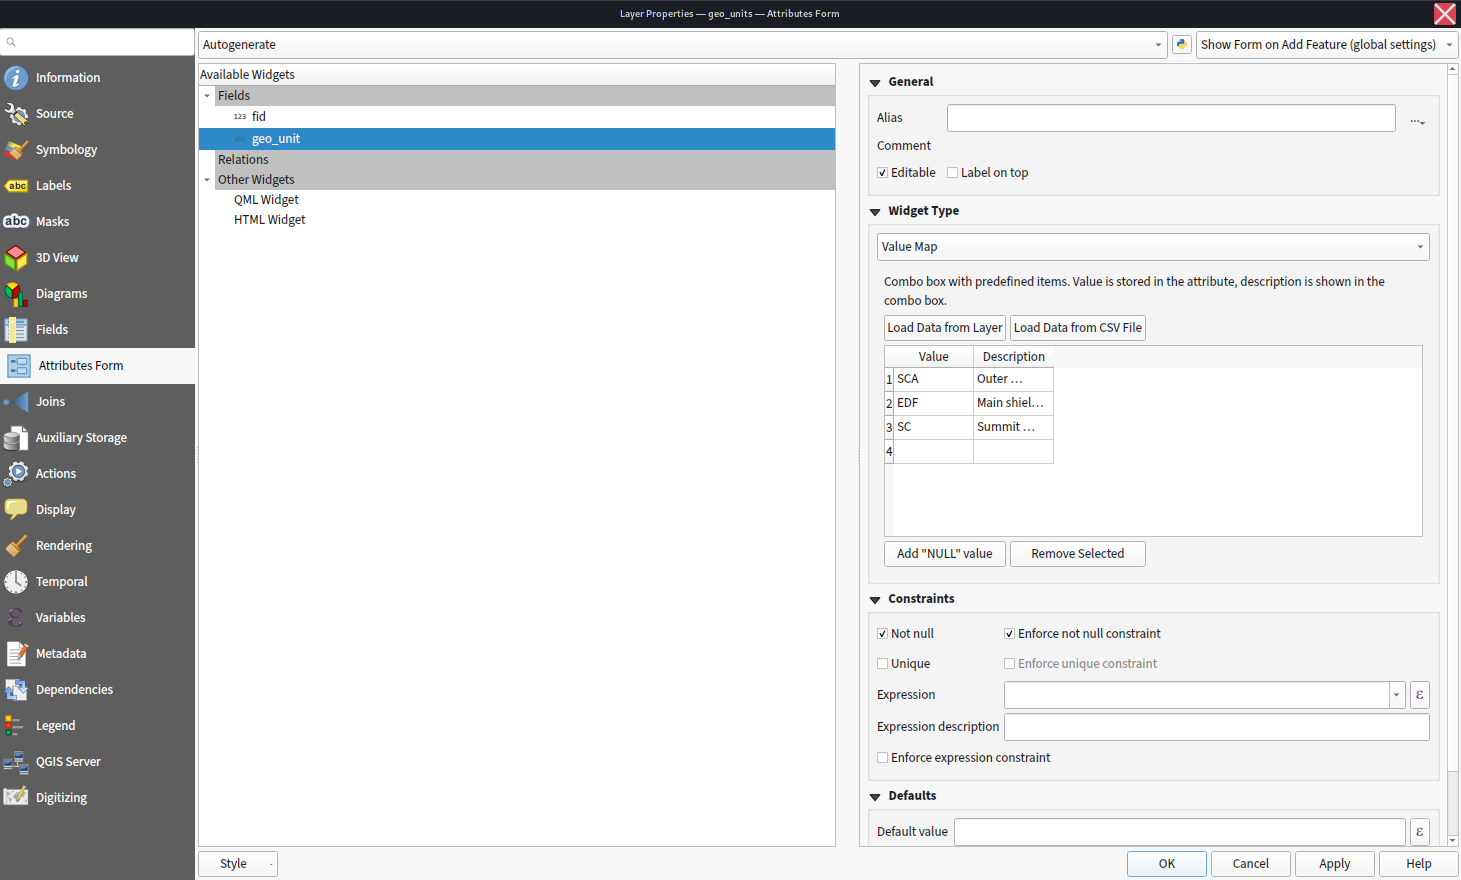 Layer Properties — geo_units — Attributes Form
Autogenerate
Show Form on Add Feature (global settings)
Information
Source
Symbology
abc Labels
abc Masks
3D View
Diagrams
Fields
Attributes Form
Joins
Auxiliary Storage
Actions
Display
Rendering
Temporal
Variables
Metadata
Dependencies
Legend
QGIS Server
Digitizing
Available Widgets
Fields
123 fid
geo_unit
Relations
Other Widgets
QML Widget
HTML Widget
General
Alias
...
Comment
Editable Label on top
Widget Type
Value Map
Combo box with predefined items. Value is stored in the attribute, description is shown in the
combo box.
Load Data from Layer Load Data from CSV File
Value Description
1 SCA Outer …
2 EDF Main shiel…
3 SC Summit …
4
Add "NULL" value Remove Selected
Constraints
Not null Enforce not null constraint
Unique Enforce unique constraint
Expression ε
Expression description
Enforce expression constraint
Defaults
Default value ε
Style
OK Cancel Apply Help